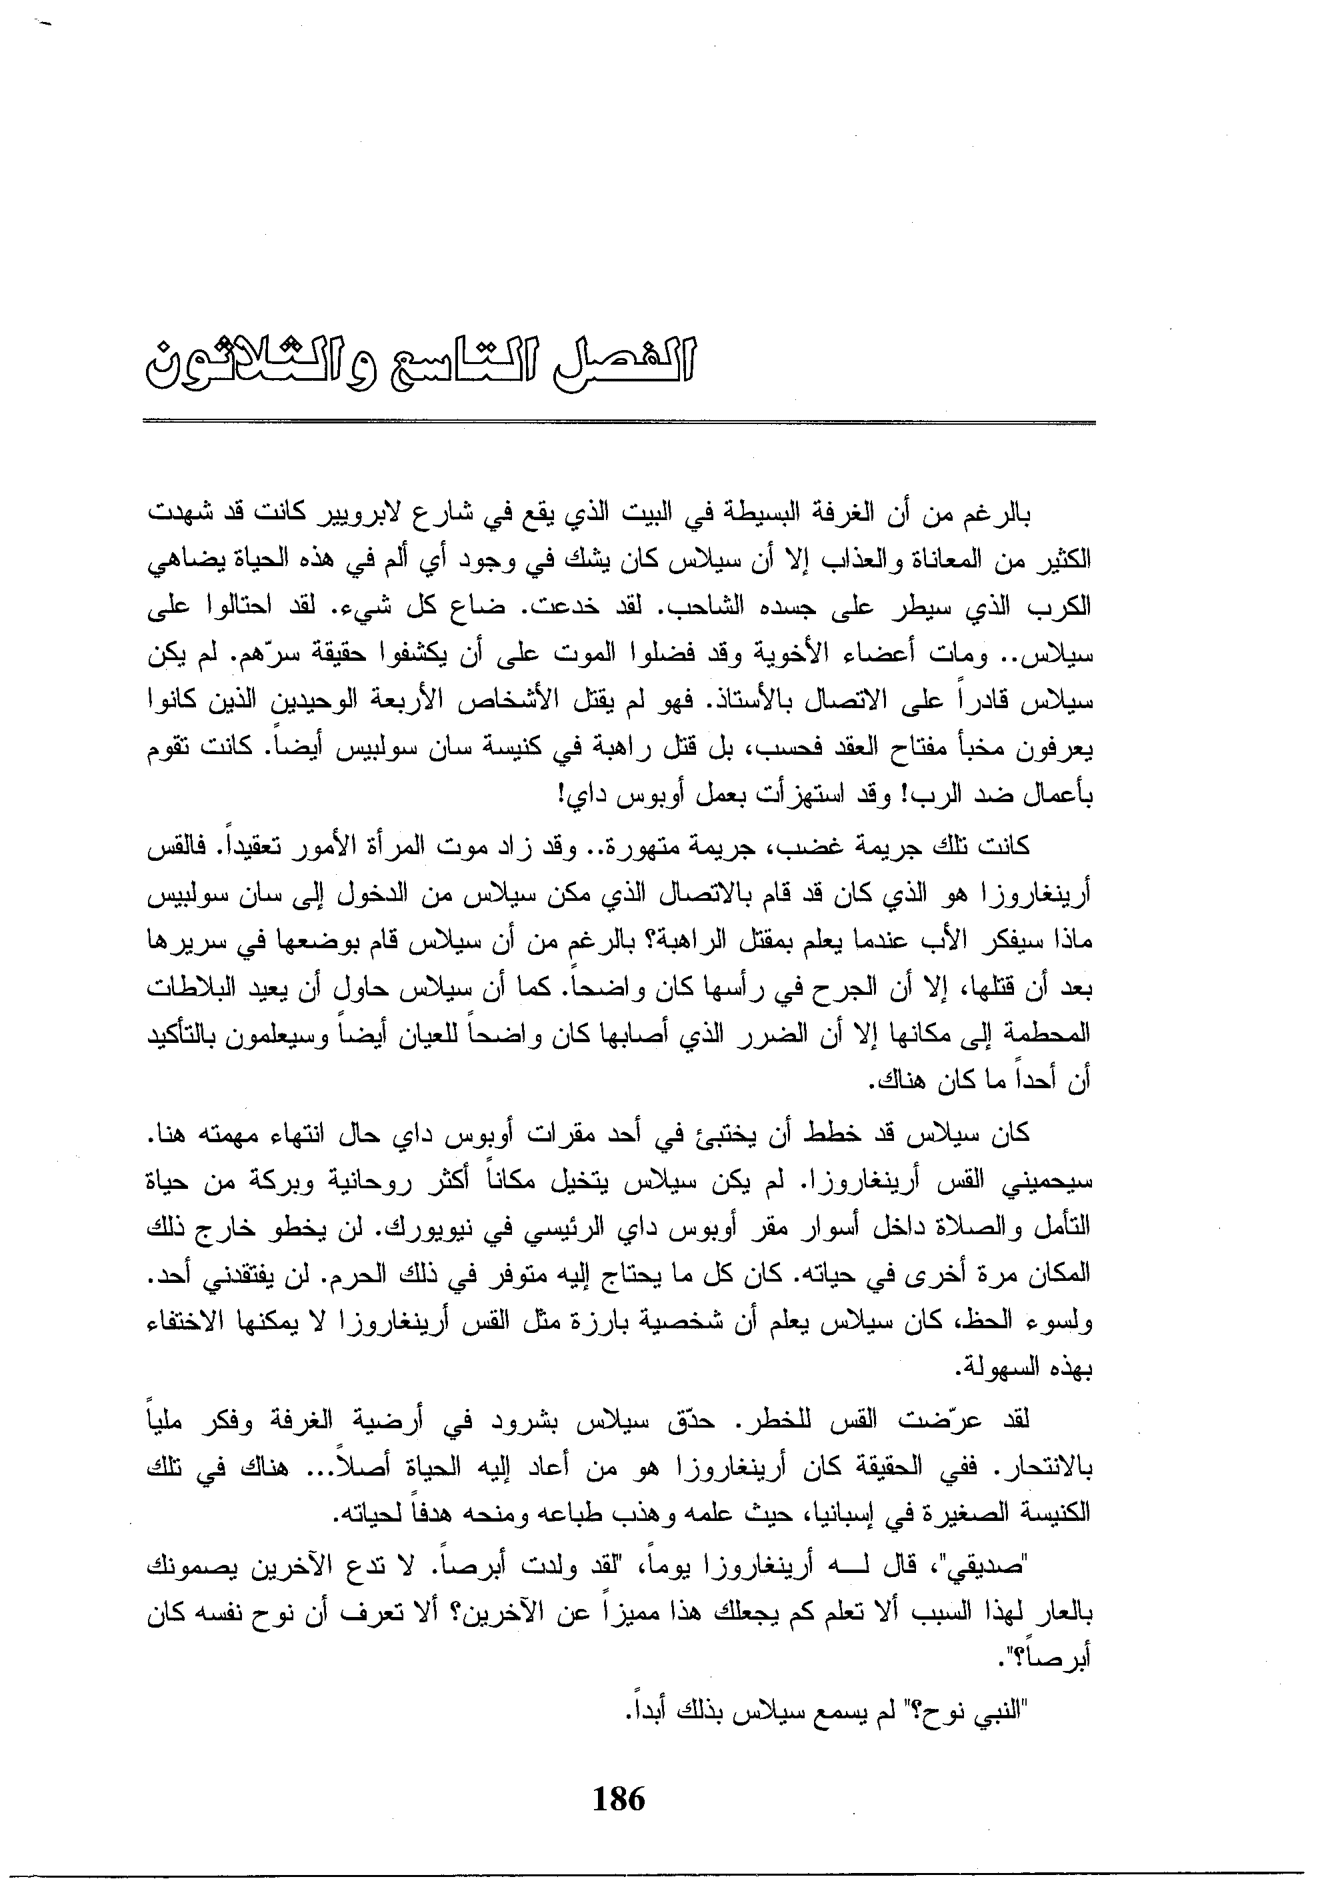 الفصل التاسع والثلاثون
بالرغم من أن الغرفة البسيطة في البيت الذي يقع في شارع لابرويير كانت قد شهدت
الكثير من المعاناة والعذاب إلا أن سيلاس كان يشك في وجود أي ألم في هذه الحياة يضاهي
الكرب الذي سيطر على جسده الشاحب. لقد خدعت. ضاع كل شيء. لقد احتالوا على
سيلاس.. ومات أعضاء الأخوية وقد فضلوا الموت على أن يكشفوا حقيقة سرّهم. لم يكن
سيلاس قادراً على الاتصال بالأستاذ. فهو لم يقتل الأشخاص الأربعة الوحيدين الذين كانوا
يعرفون مخبأ مفتاح العقد فحسب، بل قتل راهبة في كنيسة سان سولبيس أيضاً. كانت تقوم
بأعمال ضد الرب! وقد استهزأت بعمل أوبوس داي!
كانت تلك جريمة غضب، جريمة متهورة.. وقد زاد موت المرأة الأمور تعقيداً. فالقس
أرينغاروزا هو الذي كان قد قام بالاتصال الذي مكن سيلاس من الدخول إلى سان سولبيس
ماذا سيفكر الأب عندما يعلم بمقتل الراهبة؟ بالرغم من أن سيلاس قام بوضعها في سريرها
بعد أن قتلها، إلا أن الجرح في رأسها كان واضحاً. كما أن سيلاس حاول أن يعيد البلاطات
المحطمة إلى مكانها إلا أن الضرر الذي أصابها كان واضحاً للعيان أيضاً وسيعلمون بالتأكيد
أن أحداً ما كان هناك.
كان سيلاس قد خطط أن يختبئ في أحد مقرات أوبوس داي حال انتهاء مهمته هنا.
سيحميني القس أرينغاروزا. لم يكن سيلاس يتخيل مكاناً أكثر روحانية وبركة من حياة
التأمل والصلاة داخل أسوار مقر أوبوس داي الرئيسي في نيويورك. لن يخطو خارج ذلك
المكان مرة أخرى في حياته. كان كل ما يحتاج إليه متوفر في ذلك الحرم. لن يفتقدني أحد.
ولسوء الحظ، كان سيلاس يعلم أن شخصية بارزة مثل القس أرينغاروزا لا يمكنها الاختفاء
بهذه السهولة.
لقد عرّضت القس للخطر. حدّق سيلاس بشرود في أرضية الغرفة وفكر ملياً
بالانتحار. ففي الحقيقة كان أرينغاروزا هو من أعاد إليه الحياة أصلاً... هناك في تلك
الكنيسة الصغيرة في إسبانيا، حيث علمه وهذب طباعه ومنحه هدفاً لحياته.
"صديقي"، قال لـــه أرينغاروزا يوماً، "لقد ولدت أبرصاً. لا تدع الآخرين يصمونك
بالعار لهذا السبب ألا تعلم كم يجعلك هذا مميزاً عن الآخرين؟ ألا تعرف أن نوح نفسه كان
أبرصاً؟".
"النبي نوح؟" لم يسمع سيلاس بذلك أبداً.
186